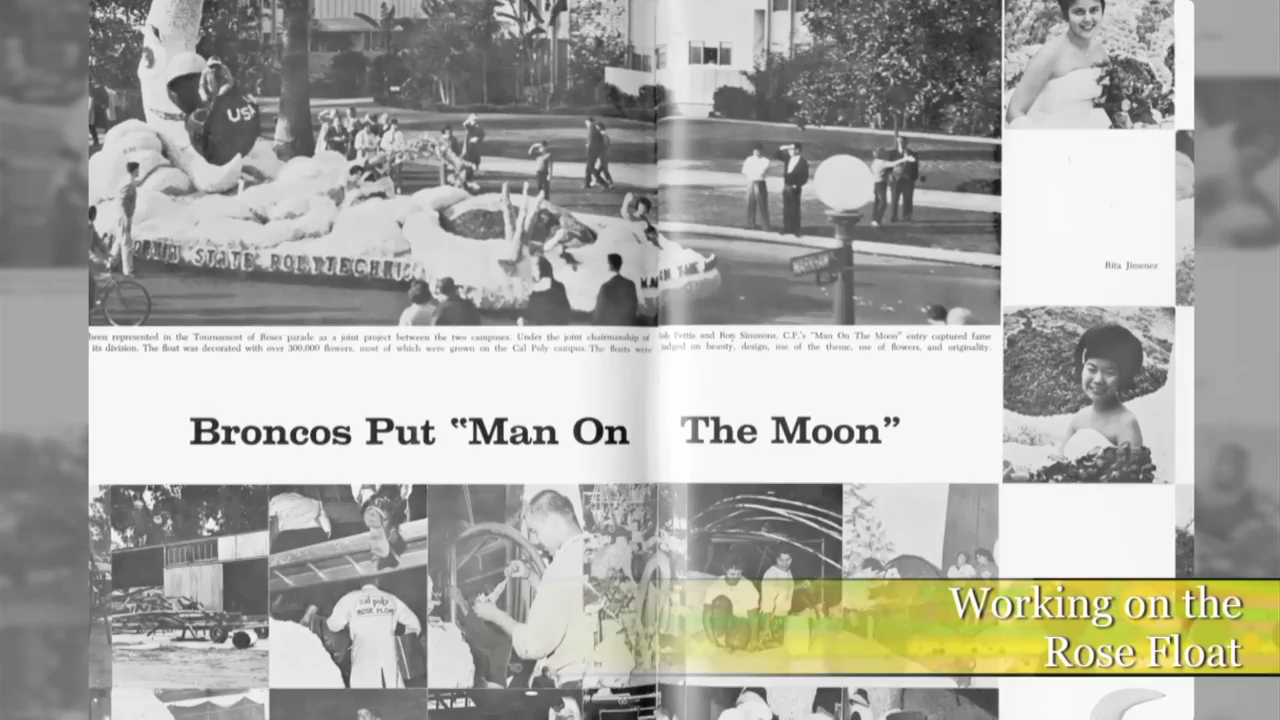 USA
STATE POLYTECHNIC
MARKHAM
Rita Jimenez
been represented in the Tournament of Roses parade as a joint project between the two campuses. Under the joint chairmanship of
its division. The float was decorated with over 300,000 flowers, most of which were grown on the Cal Poly campus. The floats were
Pettis and Ron Simmons, C.P.'s "Man On The Moon" entry captured fame
judged on beauty, design, use of the theme, use of flowers, and originality.
Broncos Put “Man On The Moon”
Cal poly
ROSE FLOAT
Working on the
Rose Float